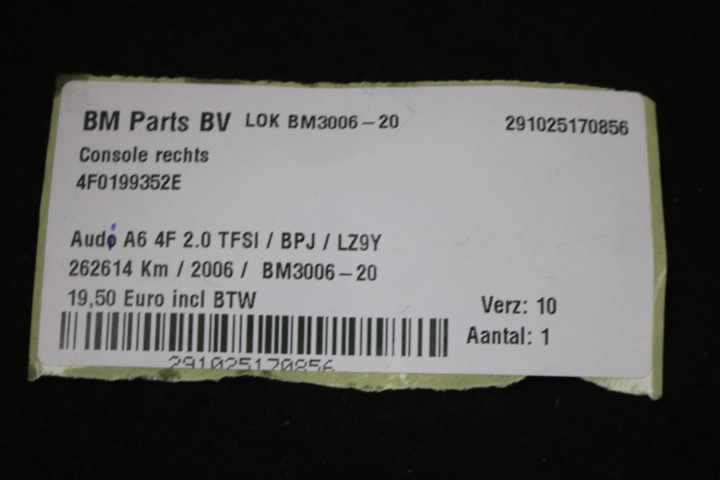 BM Parts BV LOK BM3006-20 291025170856
Console rechts
4F0199352E
Audi A6 4F 2.0 TFSI / BPJ / LZ9Y
262614 Km / 2006 / BM3006-20
19,50 Euro incl BTW
Verz: 10
Aantal: 1
291025170856